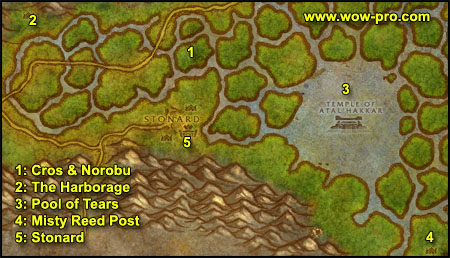 www.wow-pro.com
2
1
3
TEMPLE OF
ATAL'HAKKAR
STONARD
5
1: Cros & Norobu
2: The Harborage
3: Pool of Tears
4: Misty Reed Post
5: Stonard
4